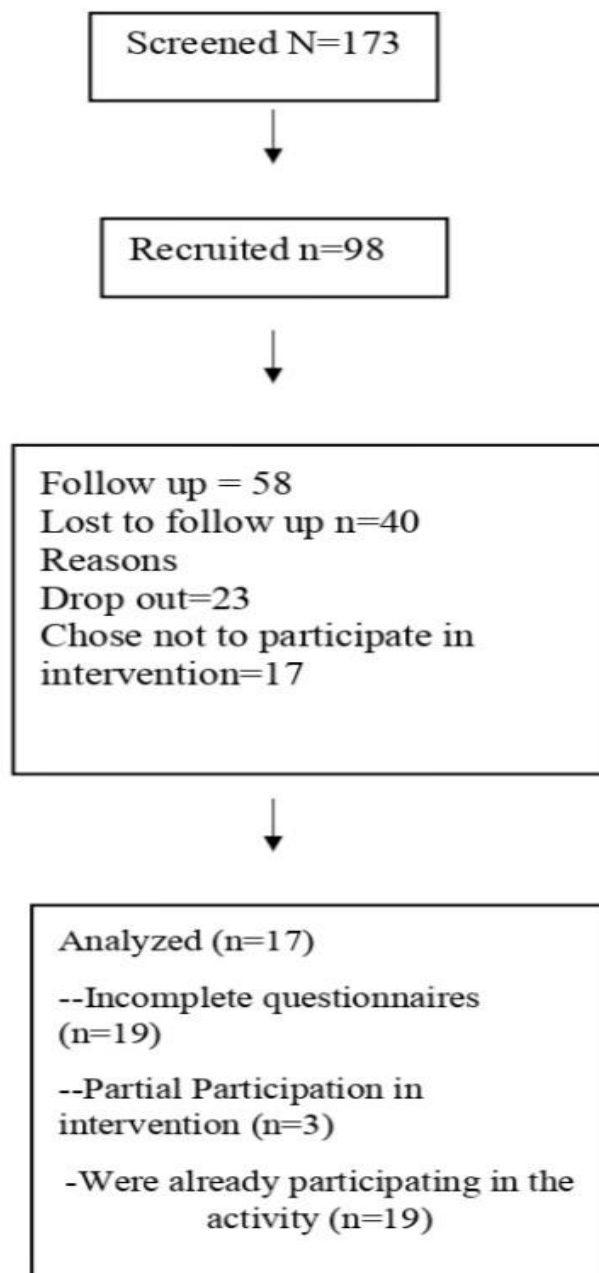 Screened N=173
Recruited n=98
Follow up = 58
Lost to follow up n=40
Reasons
Drop out=23
Chose not to participate in
intervention=17
Analyzed (n=17)
--Incomplete questionnaires
(n=19)
--Partial Participation in
intervention (n=3)
-Were already participating in the
activity (n=19)